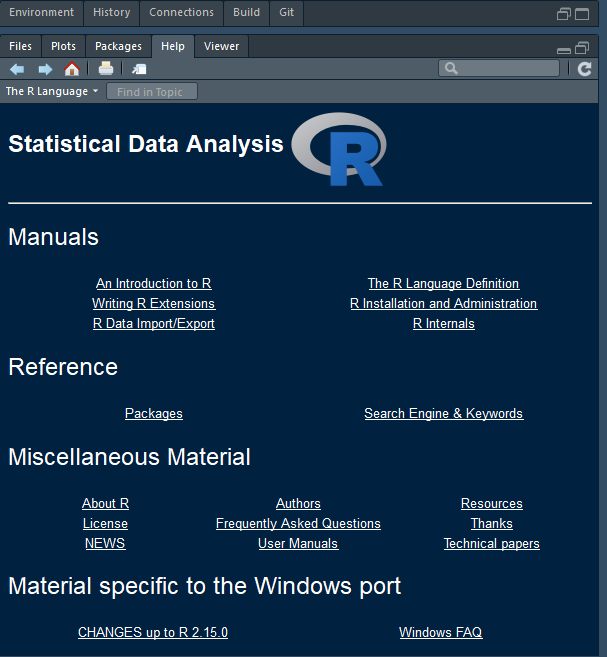 Environment History Connections Build Git
Files Plots Packages Help Viewer
The R Language Find in Topic
Statistical Data Analysis R
Manuals
An Introduction to R The R Language Definition
Writing R Extensions R Installation and Administration
R Data Import/Export R Internals
Reference
Packages Search Engine & Keywords
Miscellaneous Material
About R Authors Resources
License Frequently Asked Questions Thanks
NEWS User Manuals Technical papers
Material specific to the Windows port
CHANGES up to R 2.15.0 Windows FAQ